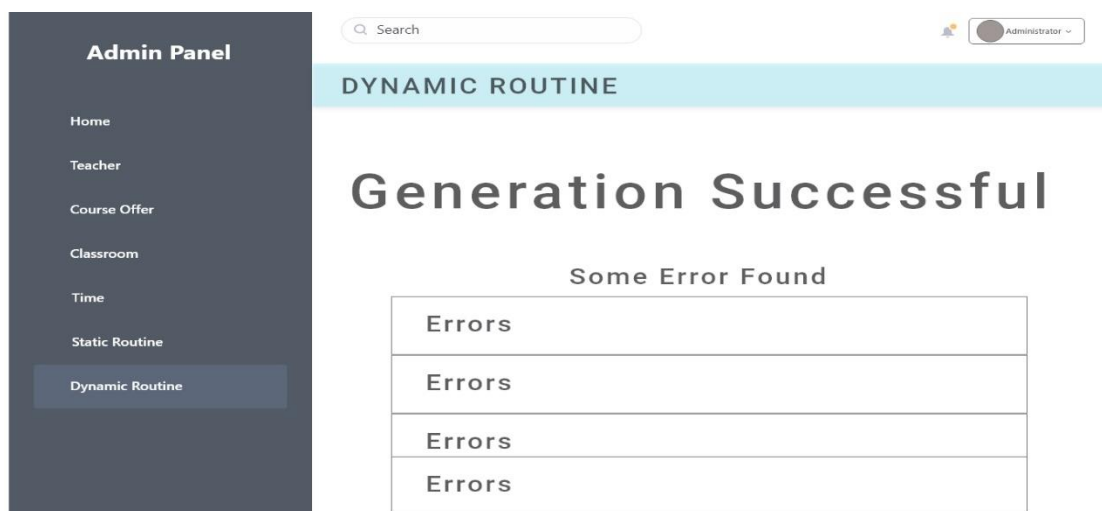 Admin Panel
Home
Teacher
Course Offer
Classroom
Time
Static Routine
Dynamic Routine
Search
Administrator
DYNAMIC ROUTINE
Generation Successful
Some Error Found
Errors
Errors
Errors
Errors